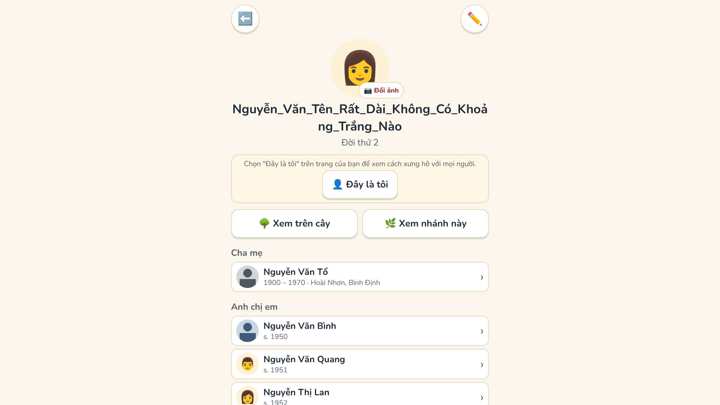 Đổi ảnh
Nguyễn_Văn_Tên_Rất_Dài_Không_Có_Khoả
ng_Trắng_Nào
Đời thứ 2
Chọn "Đây là tôi" trên trang của bạn để xem cách xưng hô với mọi người.
Đây là tôi
Xem trên cây
Xem nhánh này
Cha mẹ
Nguyễn Văn Tổ
1900 – 1970 · Hoài Nhơn, Bình Định
Anh chị em
Nguyễn Văn Bình
s. 1950
Nguyễn Văn Quang
s. 1951
Nguyễn Thị Lan
s. 1952